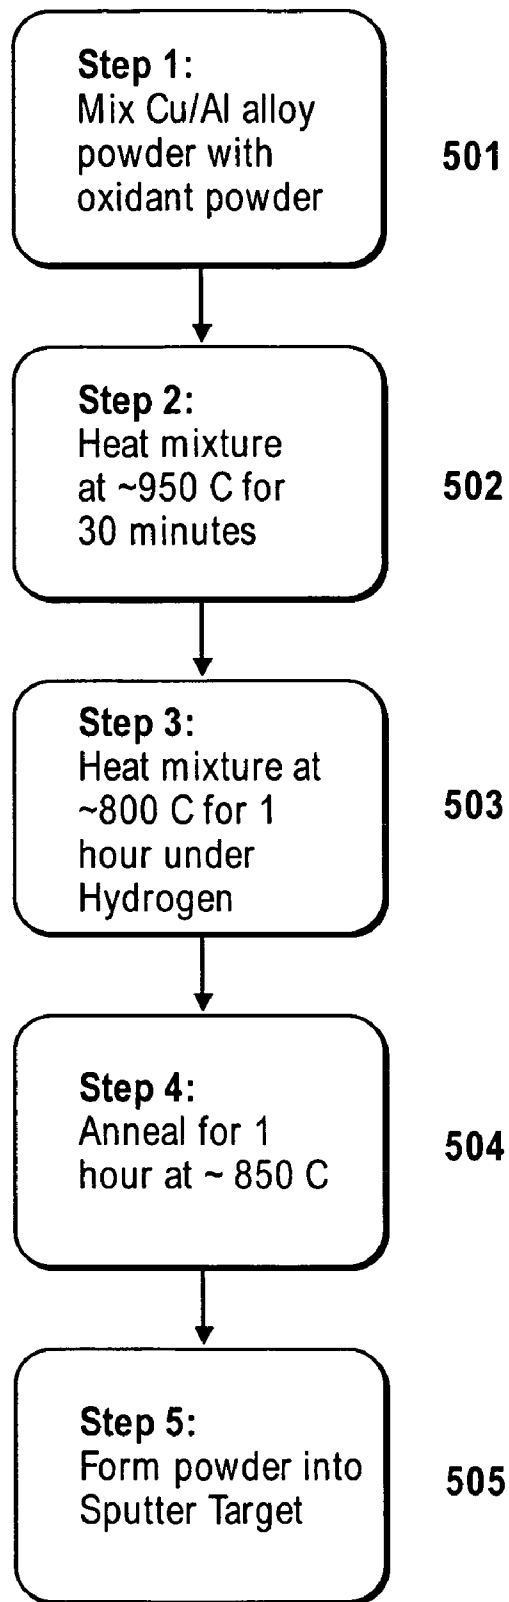 Step 1:
Mix Cu/Al alloy
powder with
oxidant powder
501
Step 2:
Heat mixture
at ~950 C for
30 minutes
502
Step 3:
Heat mixture at
~800 C for 1
hour under
Hydrogen
503
Step 4:
Anneal for 1
hour at ~ 850 C
504
Step 5:
Form powder into
Sputter Target
505